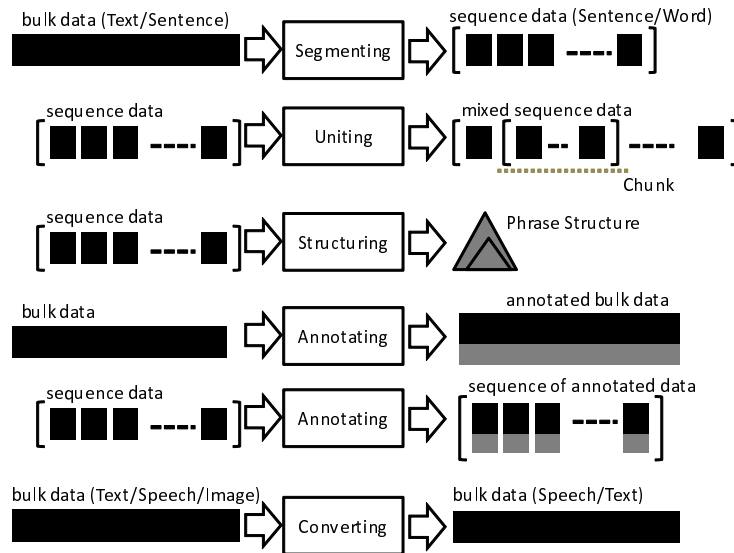 bulk data (Text/Sentence)
Segmenting
sequence data (Sentence/Word)
sequence data
Uniting
mixed sequence data
Chunk
sequence data
Structuring
Phrase Structure
bulk data
Annotating
annotated bulk data
sequence data
Annotating
sequence of annotated data
bulk data (Text/Speech/Image)
Converting
bulk data (Speech/Text)